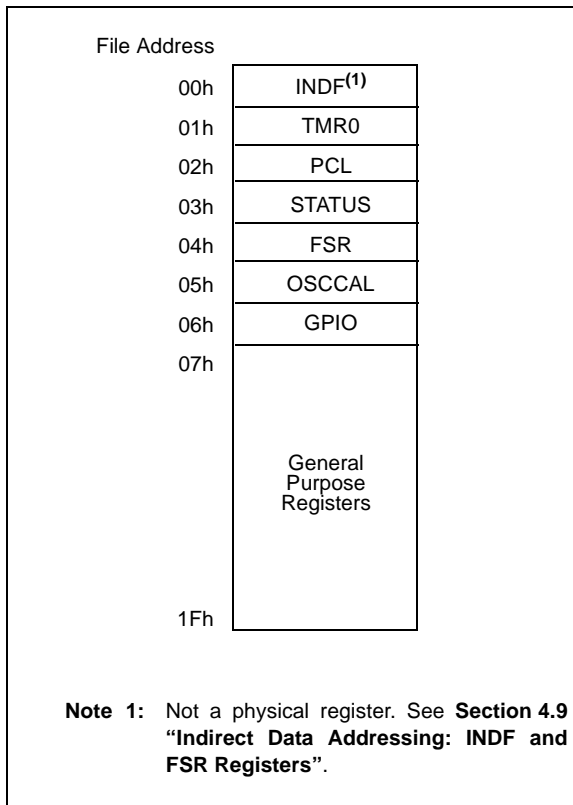 File Address
00h INDF(1)
01h TMR0
02h PCL
03h STATUS
04h FSR
05h OSCCAL
06h GPIO
07h
General
Purpose
Registers
1Fh
Note 1: Not a physical register. See Section 4.9
“Indirect Data Addressing: INDF and
FSR Registers”.